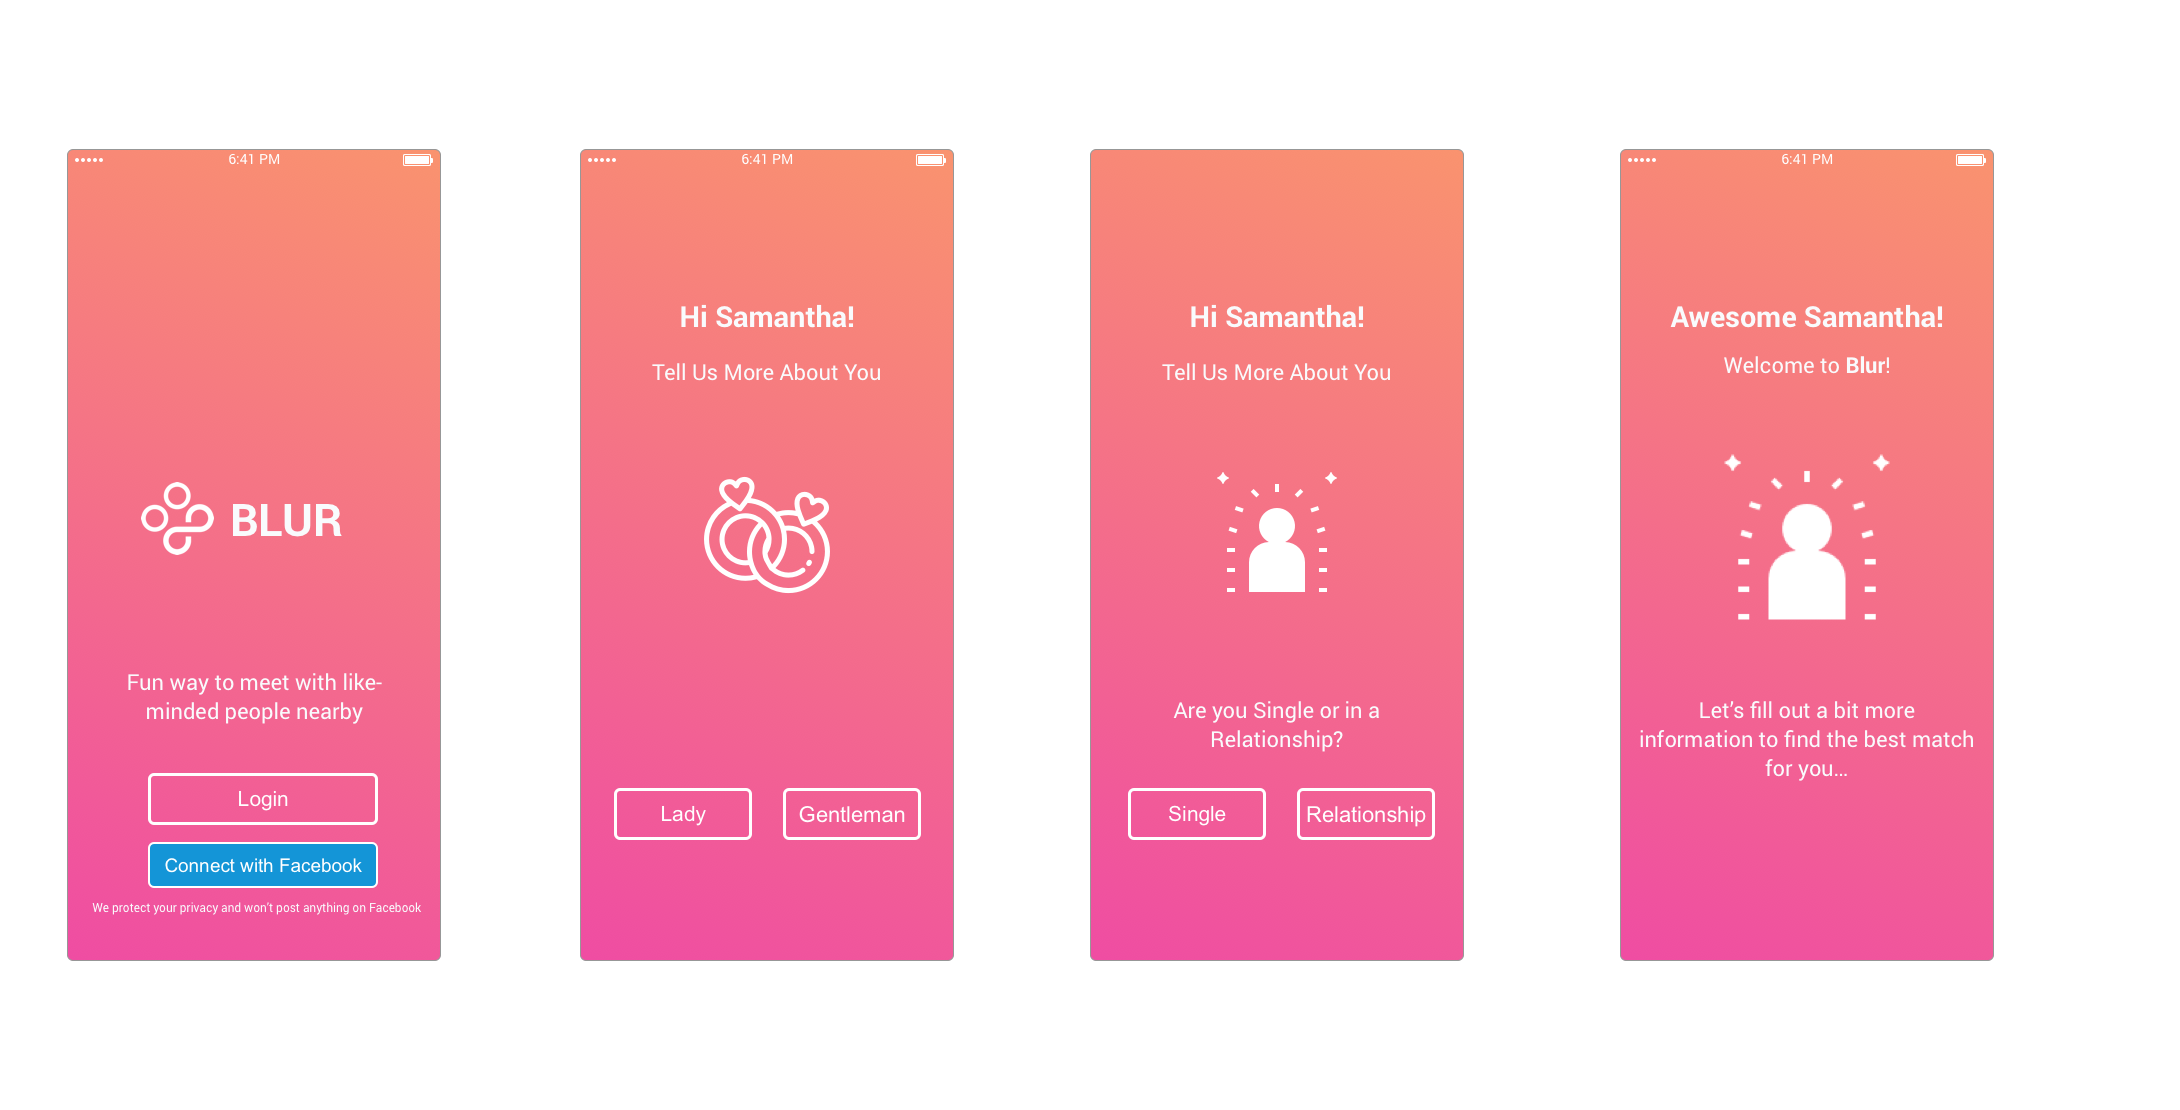 6:41 PM
BLUR
Fun way to meet with like-
minded people nearby
Login
Connect with Facebook
We protect your privacy and won't post anything on Facebook
6:41 PM
Hi Samantha!
Tell Us More About You
Lady
Gentleman
Hi Samantha!
Tell Us More About You
Are you Single or in a
Relationship?
Single
Relationship
6:41 PM
Awesome Samantha!
Welcome to Blur!
Let's fill out a bit more
information to find the best match
for you...